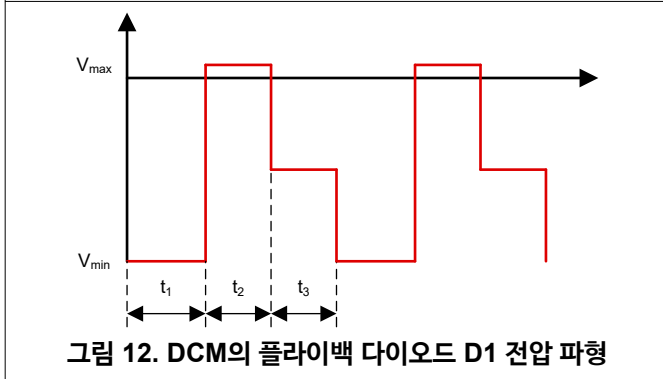 Vmax
Vmin
t1 t2 t3
그림 12. DCM의 플라이백 다이오드 D1 전압 파형